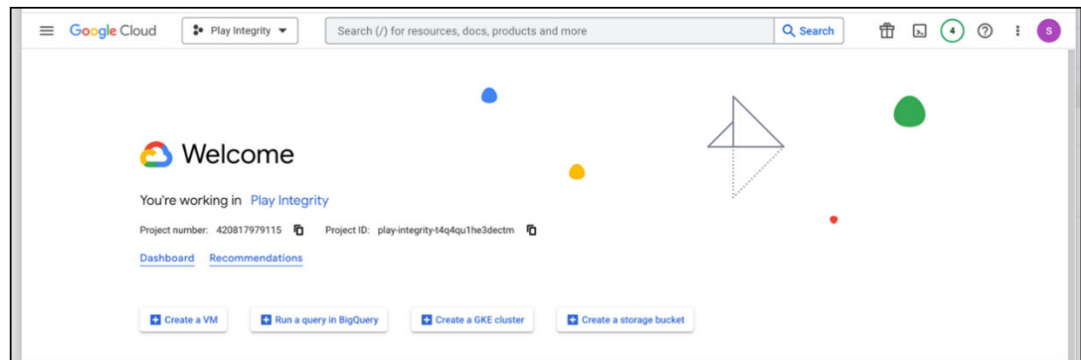 Google Cloud Play Integrity Search (/) for resources, docs, products and more Search 4 S
Welcome
You're working in Play Integrity
Project number: 420817979115 Project ID: play-integrity-t4q4qu1he3dectm
Dashboard Recommendations
Create a VM Run a query in BigQuery Create a GKE cluster Create a storage bucket